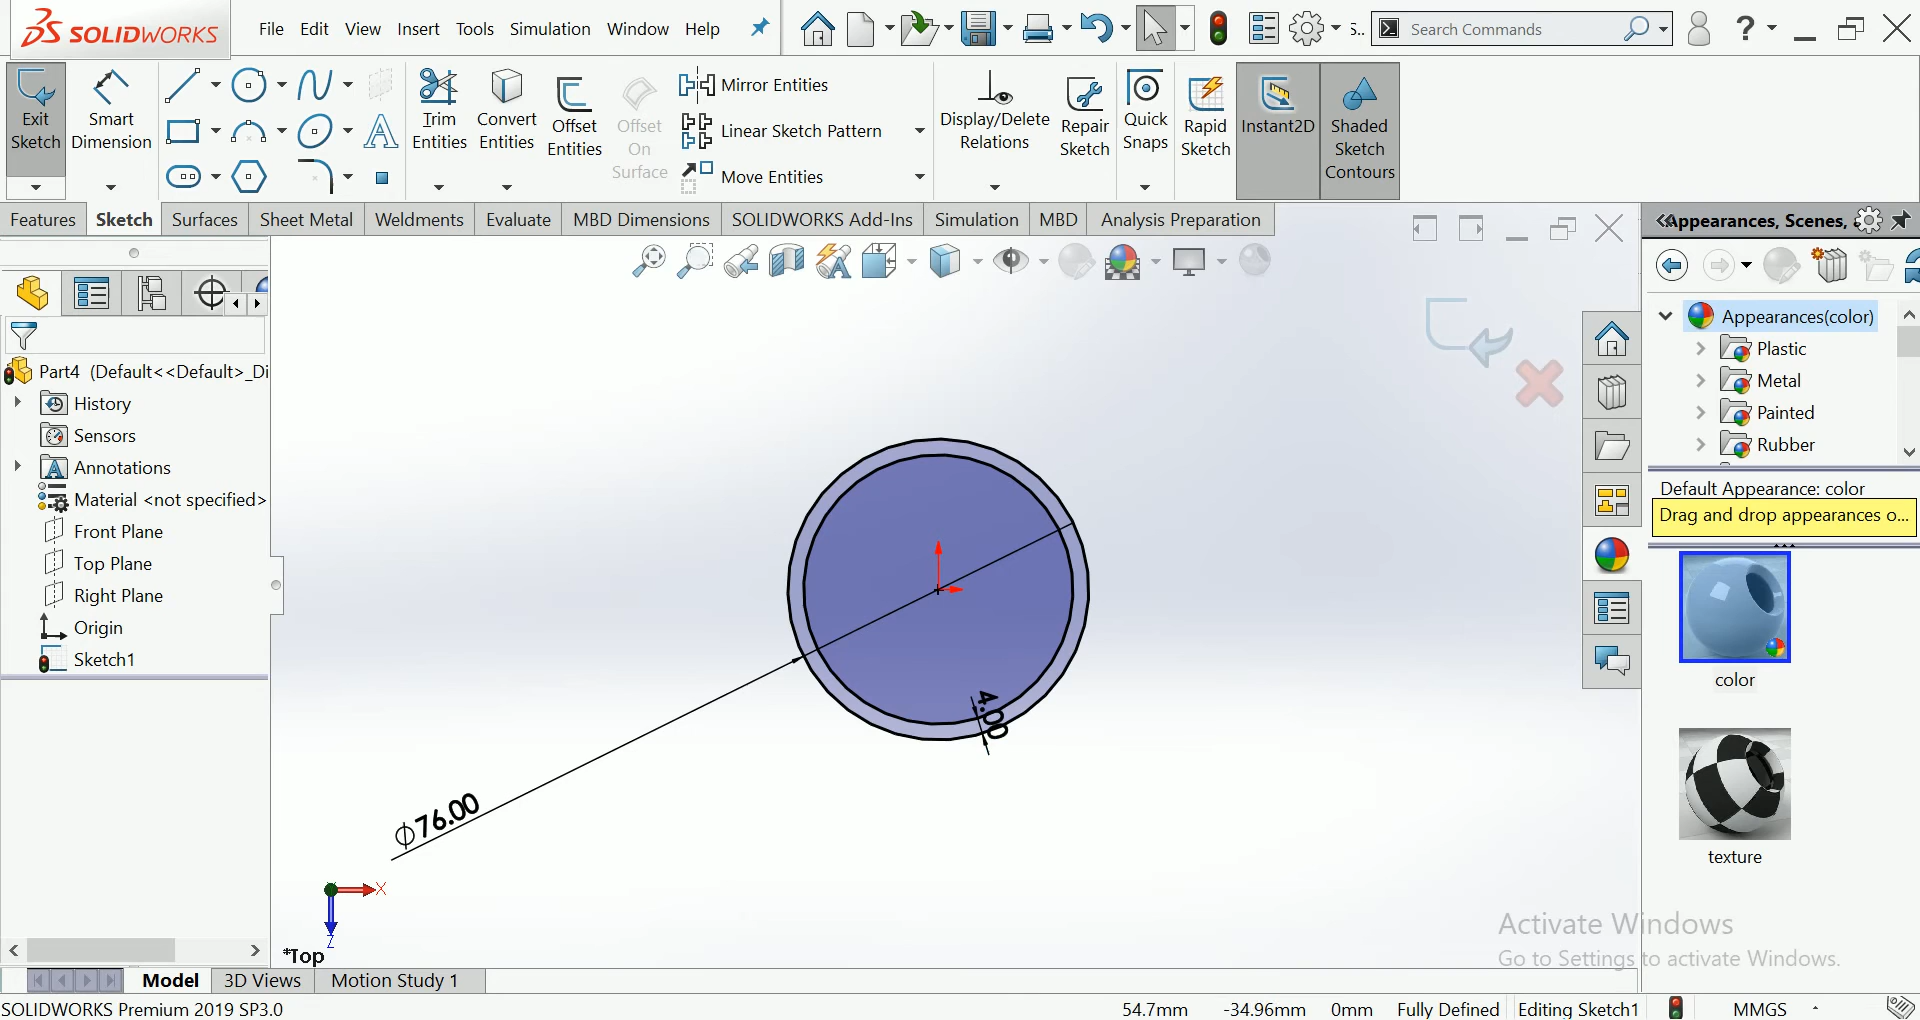 SOLIDWORKS File Edit View Insert Tools Simulation Window Help S.. Search Commands ?
Exit Sketch
Smart Dimension
Trim Entities
Convert Entities
Offset Entities
Offset On Surface
Mirror Entities
Linear Sketch Pattern
Move Entities
Display/Delete Relations
Repair Sketch
Quick Snaps
Rapid Sketch
Instant2D
Shaded Sketch Contours
Features Sketch Surfaces Sheet Metal Weldments Evaluate MBD Dimensions SOLIDWORKS Add-Ins Simulation MBD Analysis Preparation
Part4 (Default<<Default>_Di
History
Sensors
Annotations
Material <not specified>
Front Plane
Top Plane
Right Plane
Origin
Sketch1
4.00
⌀76.00
X
Z
*Top
Appearances, Scenes,
Appearances(color)
Plastic
Metal
Painted
Rubber
Default Appearance: color
Drag and drop appearances o...
color
texture
Activate Windows
Go to Settings to activate Windows.
Model 3D Views Motion Study 1
SOLIDWORKS Premium 2019 SP3.0 54.7mm -34.96mm 0mm Fully Defined Editing Sketch1 MMGS